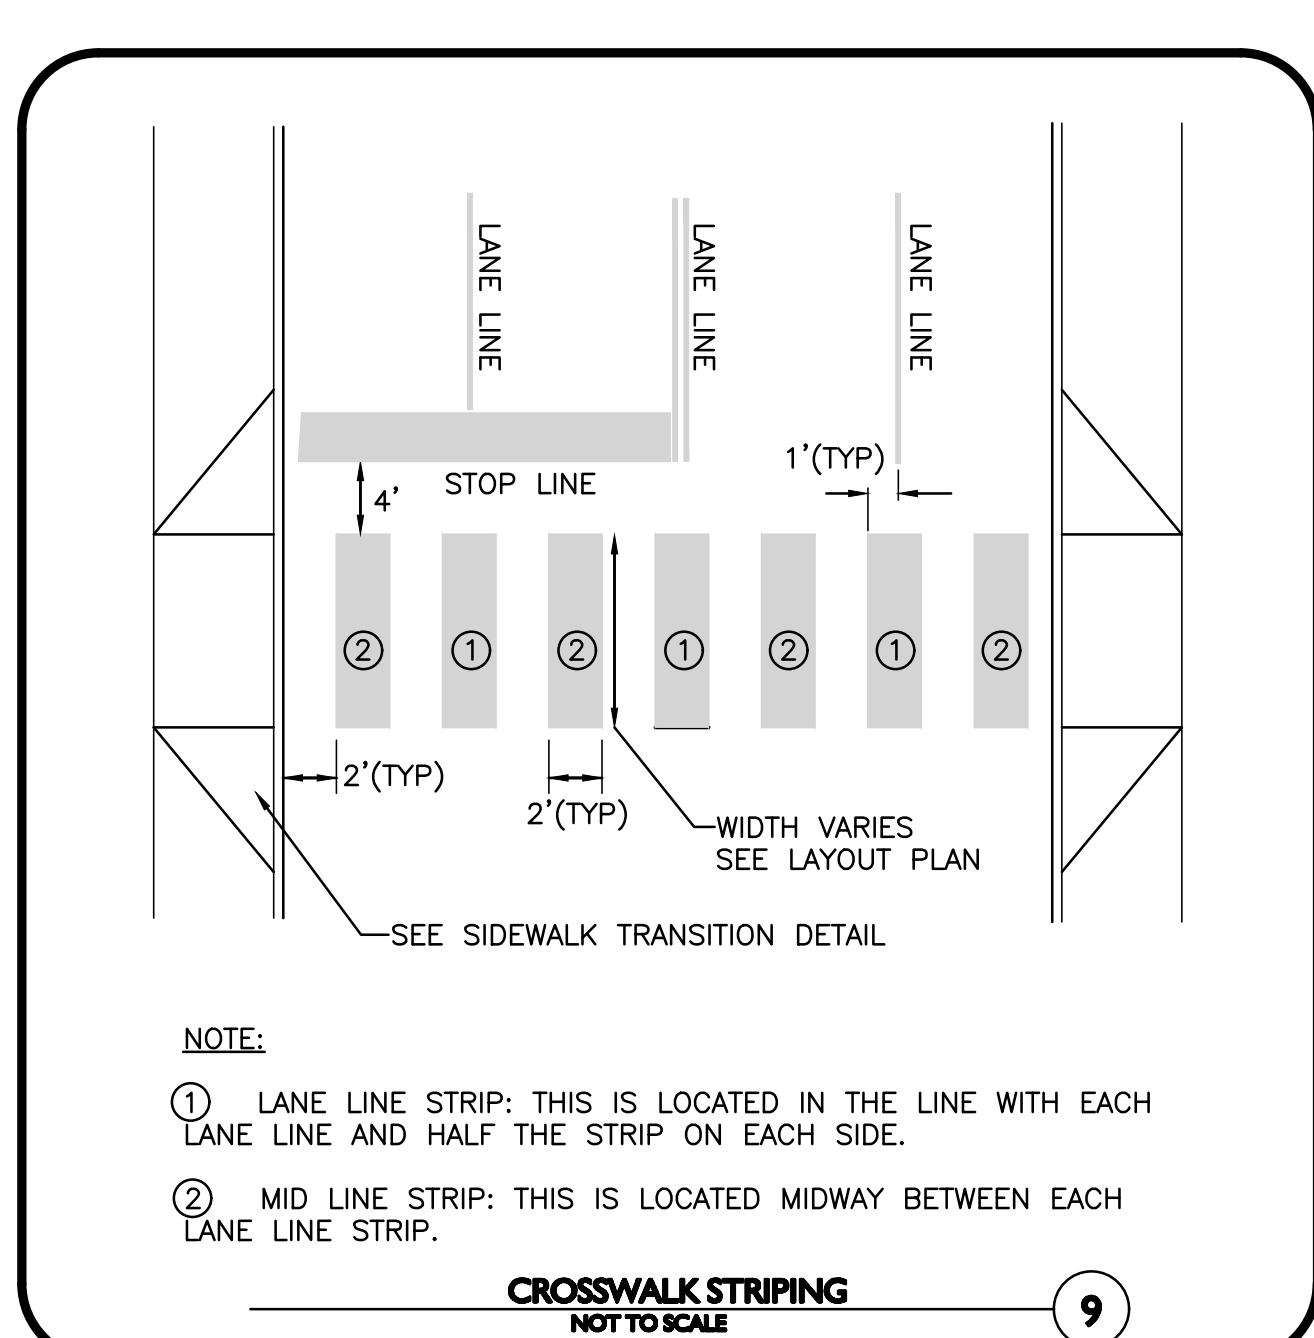 LANE LINE
LANE LINE
LANE LINE
1'(TYP)
STOP LINE
4'
2 1 2 1 2 1 2
2'(TYP)
2'(TYP)
WIDTH VARIES
SEE LAYOUT PLAN
SEE SIDEWALK TRANSITION DETAIL
NOTE:
1 LANE LINE STRIP: THIS IS LOCATED IN THE LINE WITH EACH
LANE LINE AND HALF THE STRIP ON EACH SIDE.
2 MID LINE STRIP: THIS IS LOCATED MIDWAY BETWEEN EACH
LANE LINE STRIP.
CROSSWALK STRIPING
NOT TO SCALE
9